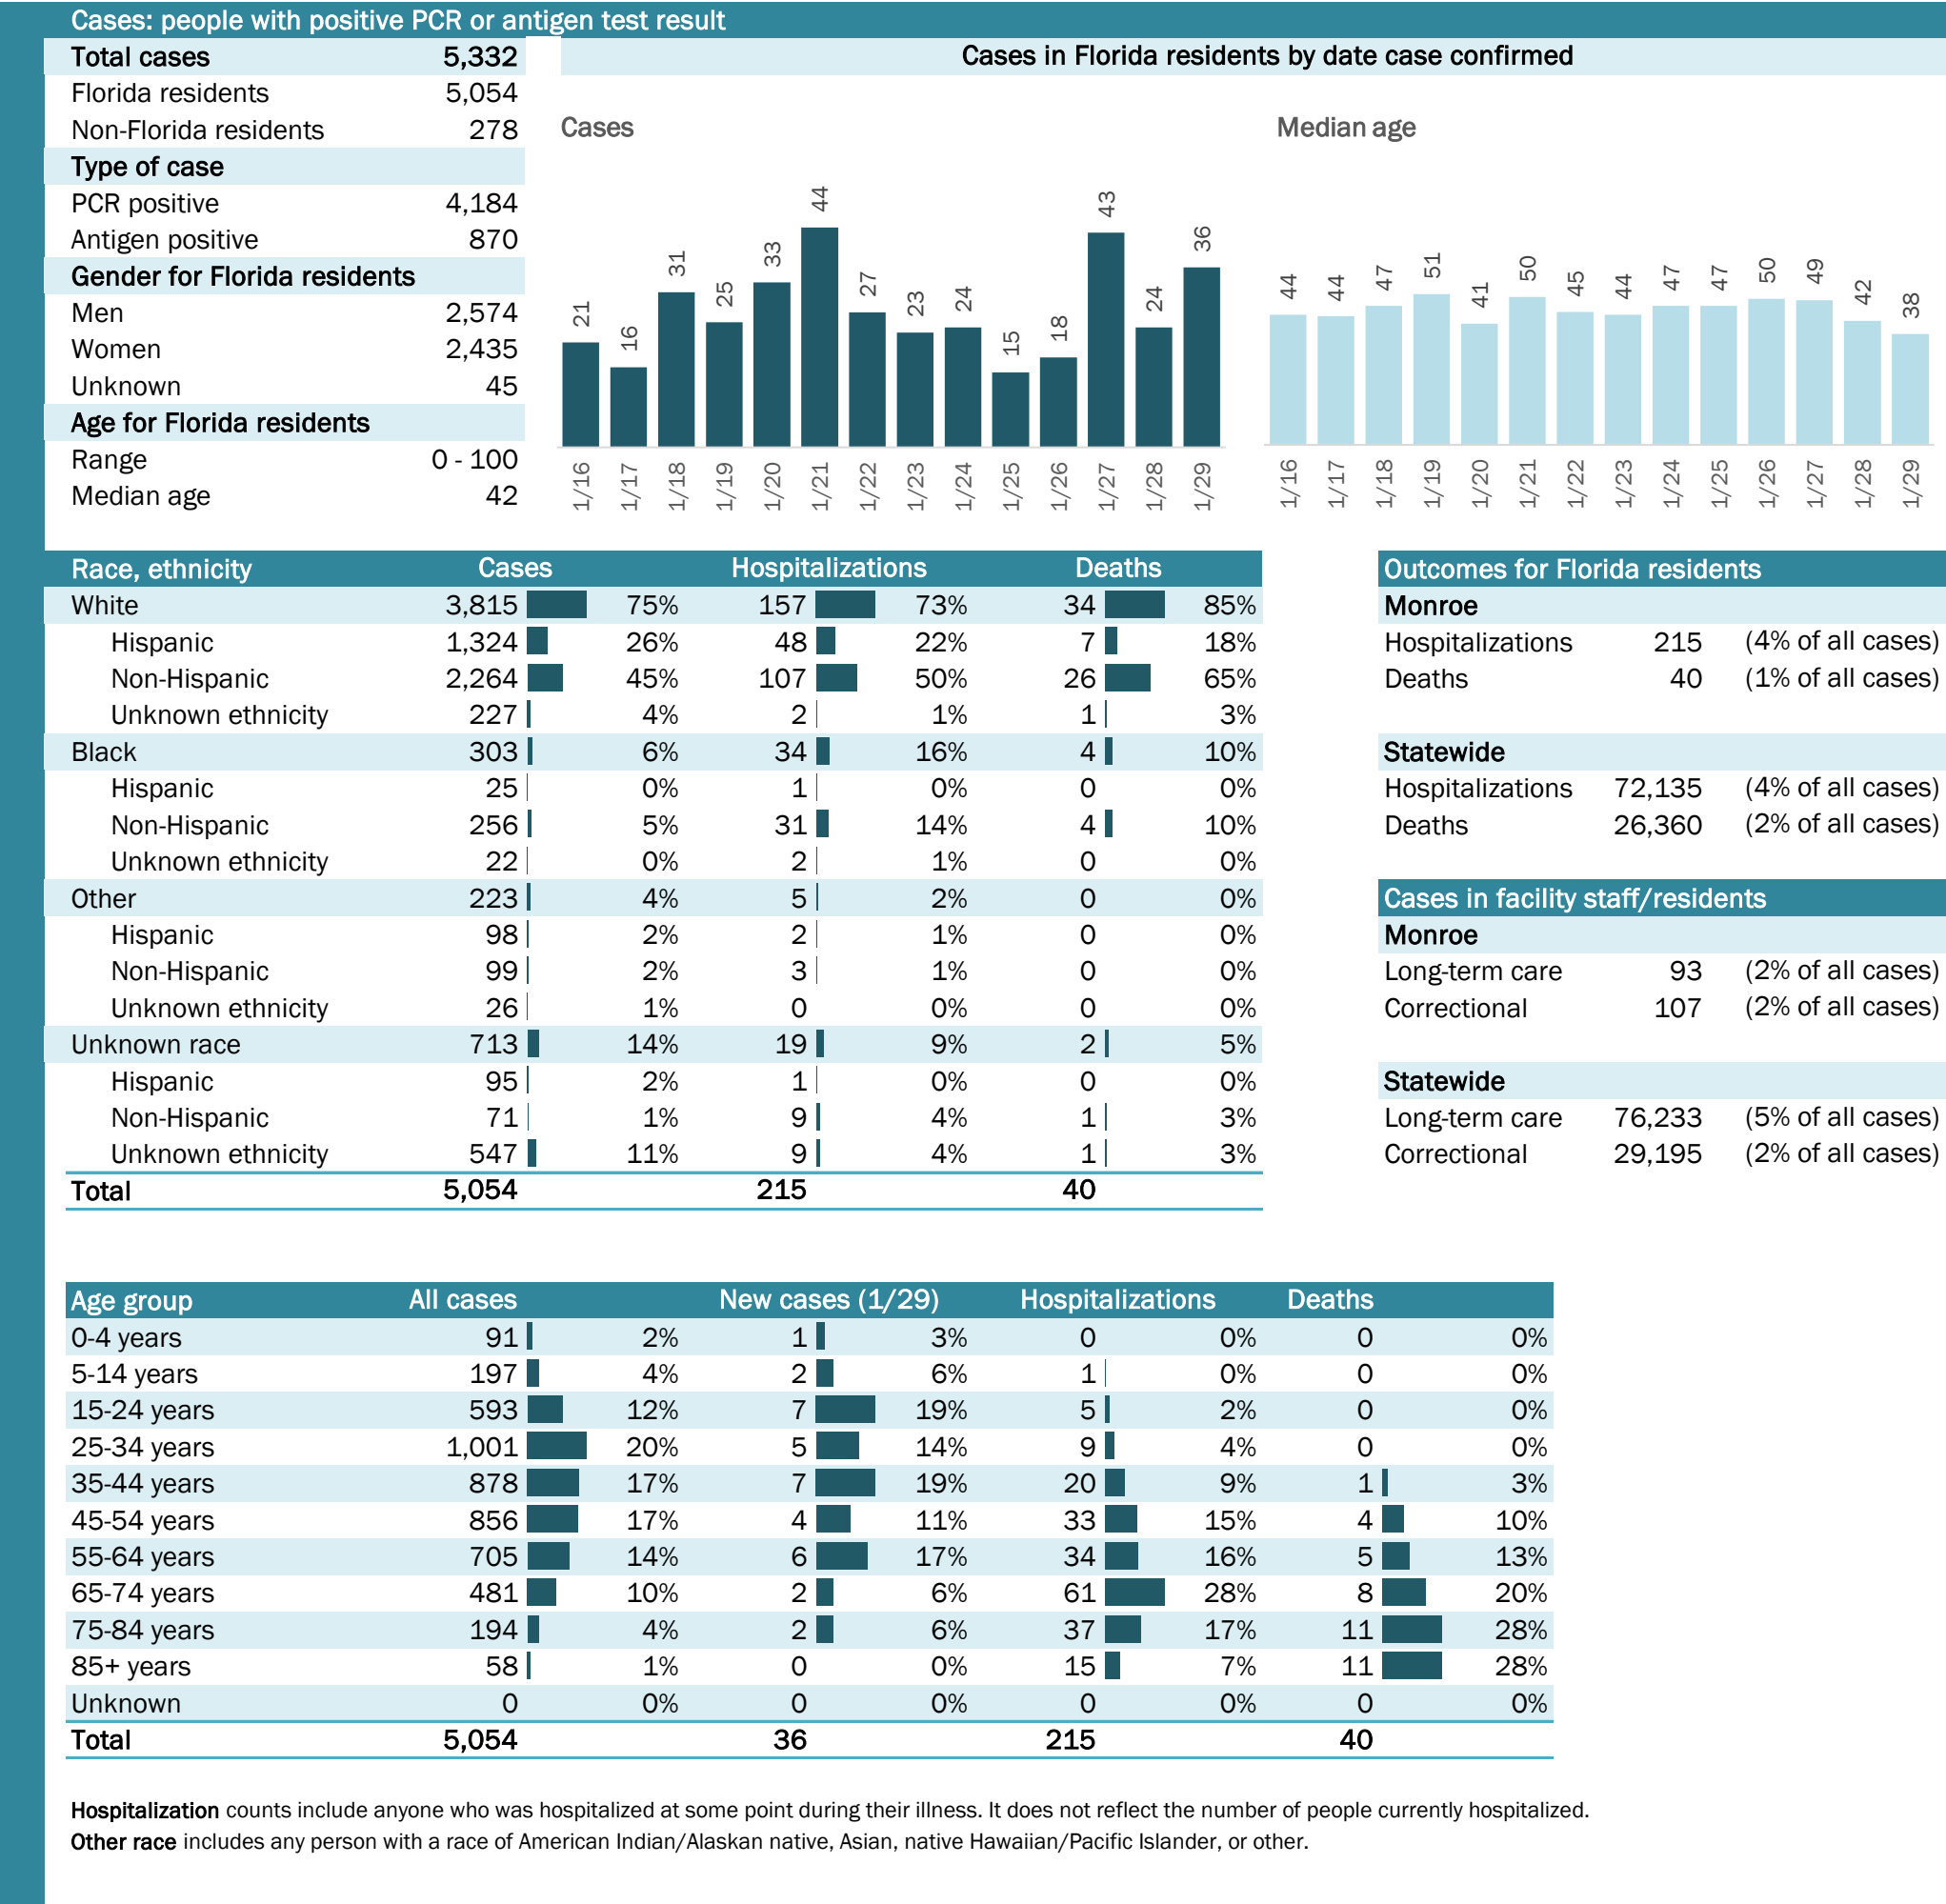 Cases: people with positive PCR or antigen test result
Total cases 5,332
Florida residents 5,054
Non-Florida residents 278
Type of case
PCR positive 4,184
Antigen positive 870
Gender for Florida residents
Men 2,574
Women 2,435
Unknown 45
Age for Florida residents
Range 0 - 100
Median age 42
Cases in Florida residents by date case confirmed
Cases
21 16 31 25 33 44 27 23 24 15 18 43 24 36
1/16 1/17 1/18 1/19 1/20 1/21 1/22 1/23 1/24 1/25 1/26 1/27 1/28 1/29
Median age
44 44 47 51 41 50 45 44 47 47 50 49 42 38
1/16 1/17 1/18 1/19 1/20 1/21 1/22 1/23 1/24 1/25 1/26 1/27 1/28 1/29
Race, ethnicity Cases Hospitalizations Deaths
White 3,815 75% 157 73% 34 85%
Hispanic 1,324 26% 48 22% 7 18%
Non-Hispanic 2,264 45% 107 50% 26 65%
Unknown ethnicity 227 4% 2 1% 1 3%
Black 303 6% 34 16% 4 10%
Hispanic 25 0% 1 0% 0 0%
Non-Hispanic 256 5% 31 14% 4 10%
Unknown ethnicity 22 0% 2 1% 0 0%
Other 223 4% 5 2% 0 0%
Hispanic 98 2% 2 1% 0 0%
Non-Hispanic 99 2% 3 1% 0 0%
Unknown ethnicity 26 1% 0 0% 0 0%
Unknown race 713 14% 19 9% 2 5%
Hispanic 95 2% 1 0% 0 0%
Non-Hispanic 71 1% 9 4% 1 3%
Unknown ethnicity 547 11% 9 4% 1 3%
Total 5,054 215 40
Outcomes for Florida residents
Monroe
Hospitalizations 215 (4% of all cases)
Deaths 40 (1% of all cases)
Statewide
Hospitalizations 72,135 (4% of all cases)
Deaths 26,360 (2% of all cases)
Cases in facility staff/residents
Monroe
Long-term care 93 (2% of all cases)
Correctional 107 (2% of all cases)
Statewide
Long-term care 76,233 (5% of all cases)
Correctional 29,195 (2% of all cases)
Age group All cases New cases (1/29) Hospitalizations Deaths
0-4 years 91 2% 1 3% 0 0% 0 0%
5-14 years 197 4% 2 6% 1 0% 0 0%
15-24 years 593 12% 7 19% 5 2% 0 0%
25-34 years 1,001 20% 5 14% 9 4% 0 0%
35-44 years 878 17% 7 19% 20 9% 1 3%
45-54 years 856 17% 4 11% 33 15% 4 10%
55-64 years 705 14% 6 17% 34 16% 5 13%
65-74 years 481 10% 2 6% 61 28% 8 20%
75-84 years 194 4% 2 6% 37 17% 11 28%
85+ years 58 1% 0 0% 15 7% 11 28%
Unknown 0 0% 0 0% 0 0% 0 0%
Total 5,054 36 215 40
Hospitalization counts include anyone who was hospitalized at some point during their illness. It does not reflect the number of people currently hospitalized.
Other race includes any person with a race of American Indian/Alaskan native, Asian, native Hawaiian/Pacific Islander, or other.